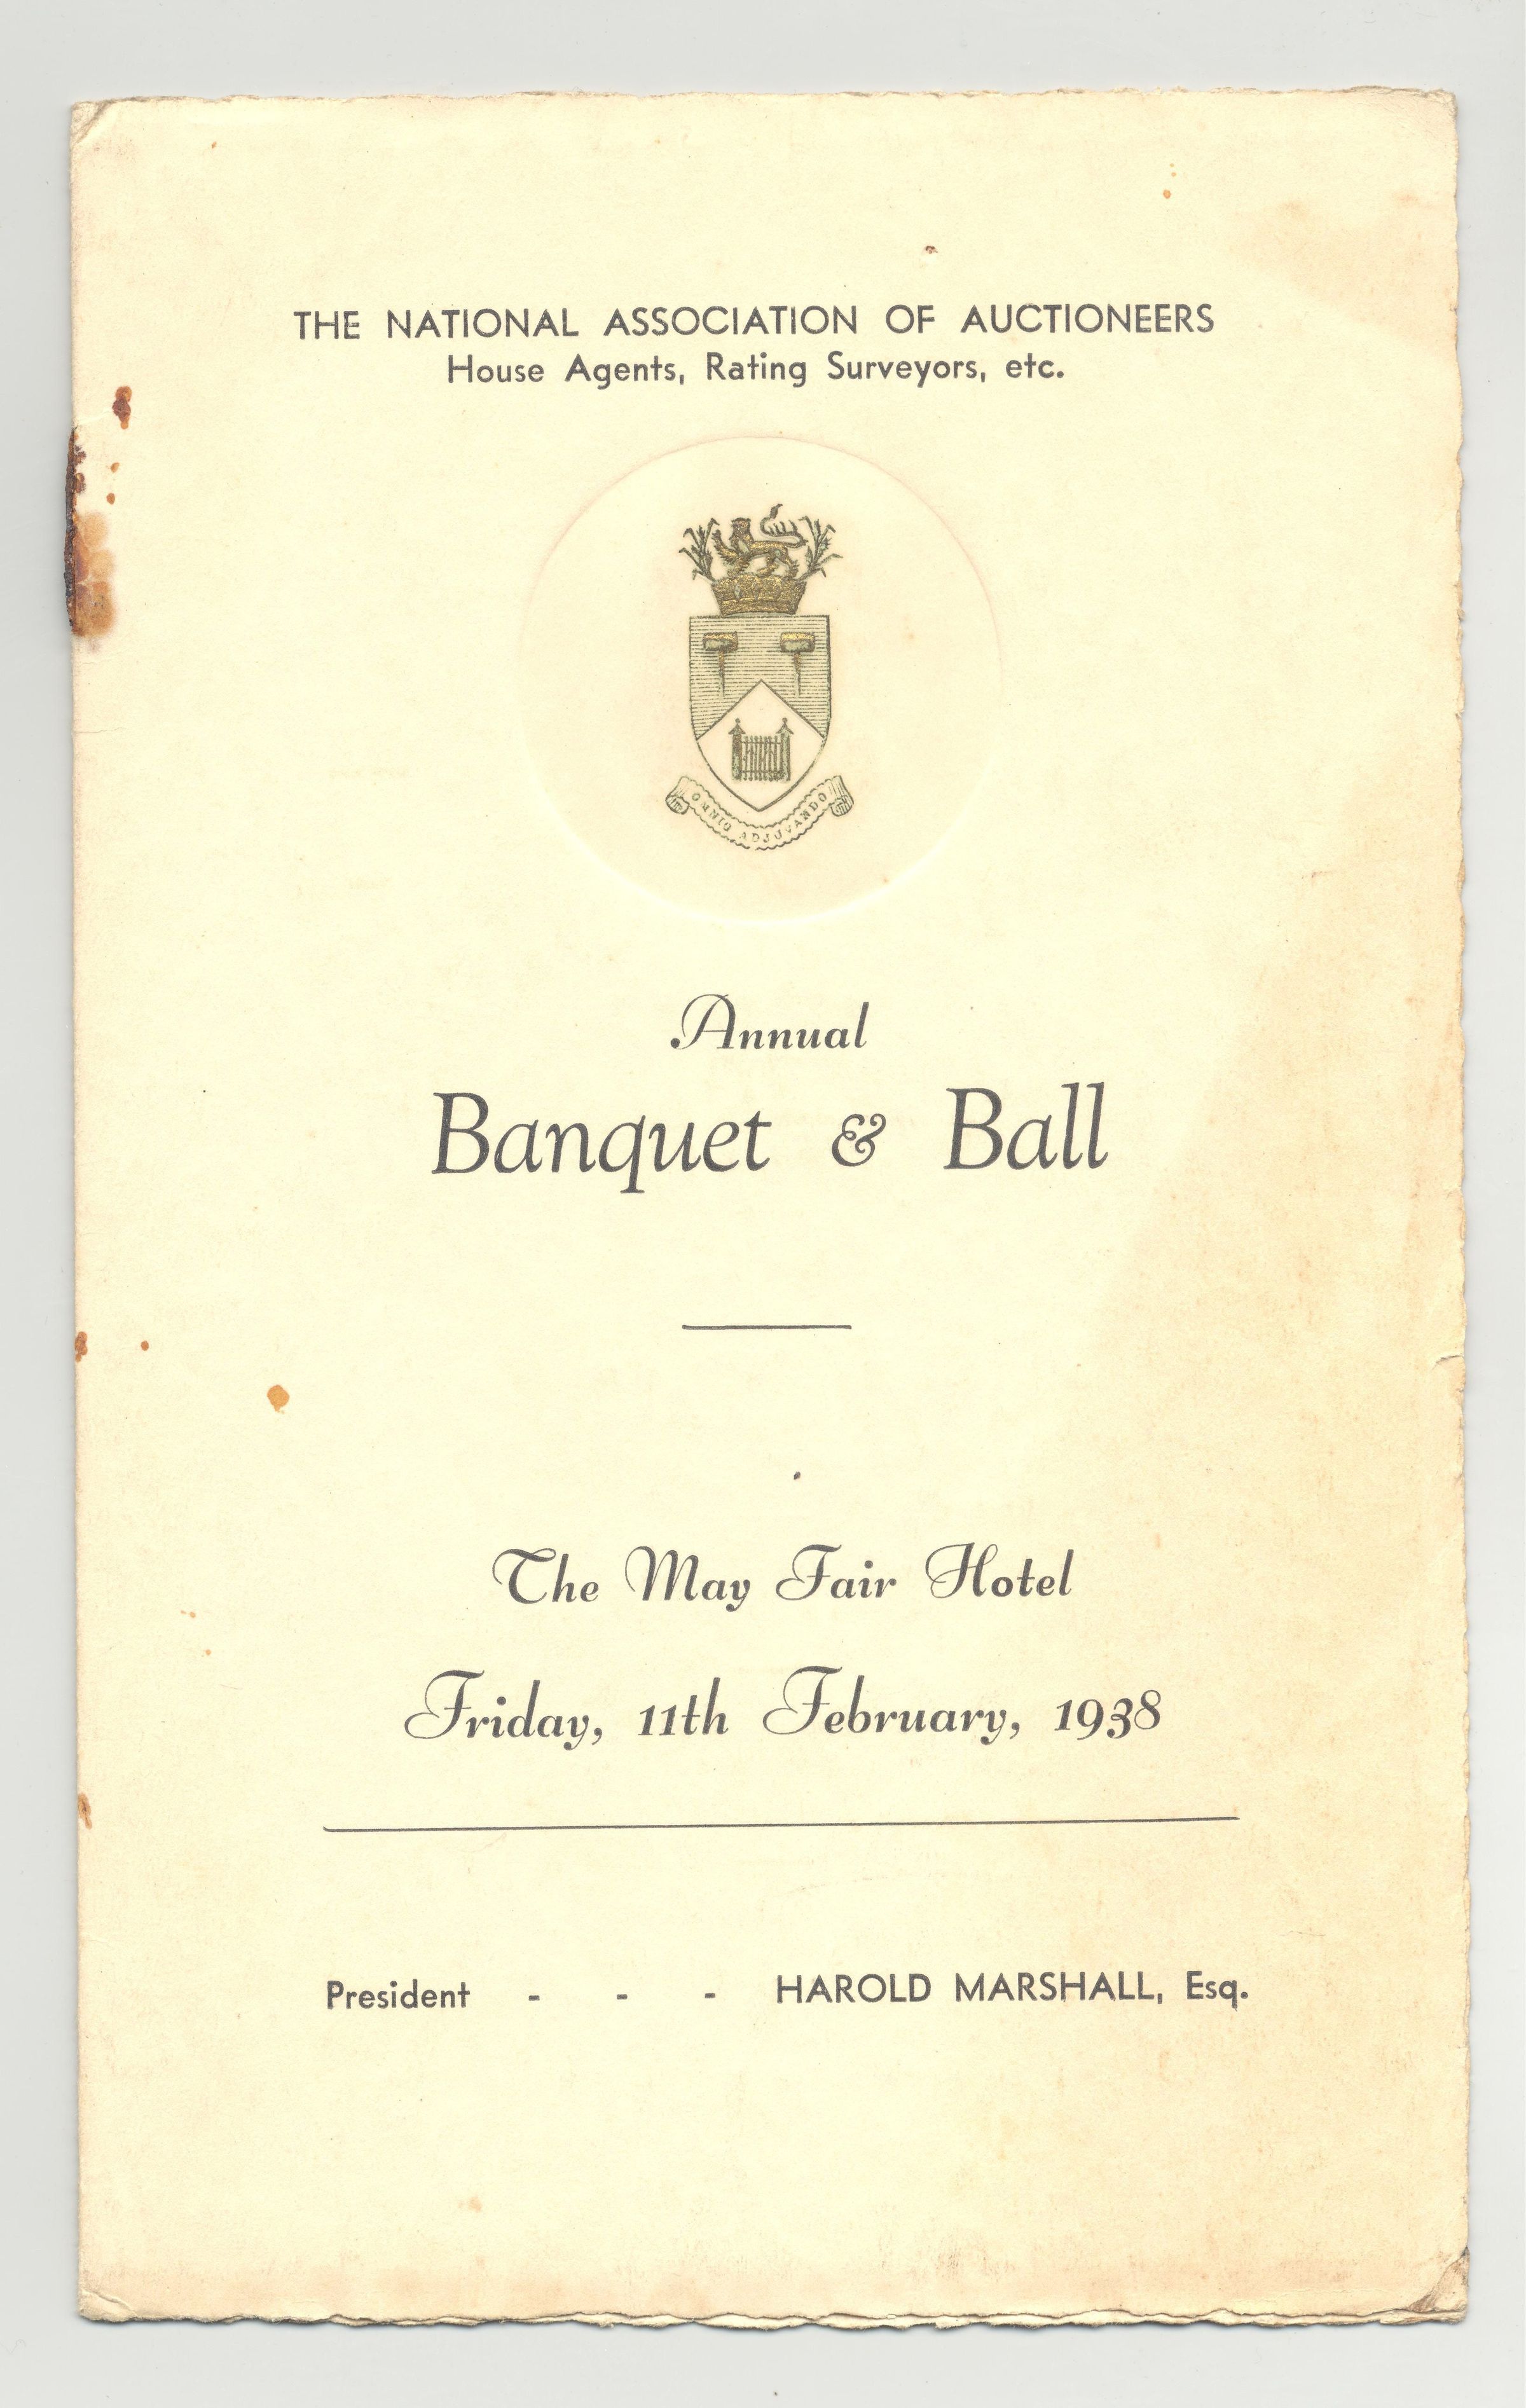 THE NATIONAL ASSOCIATION OF AUCTIONEERS
House Agents, Rating Surveyors, etc.
OMNIO ADJUVANDO
Annual
Banquet & Ball
The May Fair Hotel
Friday, 11th February, 1938
President - - - HAROLD MARSHALL, Esq.